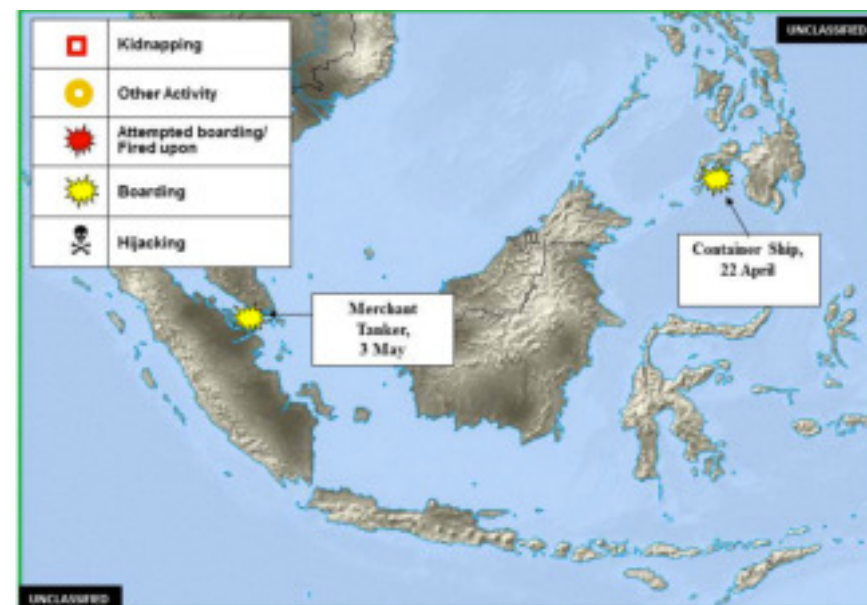 UNCLASSIFIED
Kidnapping
Other Activity
Attempted boarding/
Fired upon
Boarding
Hijacking
Container Ship,
22 April
Merchant
Tanker,
3 May
UNCLASSIFIED